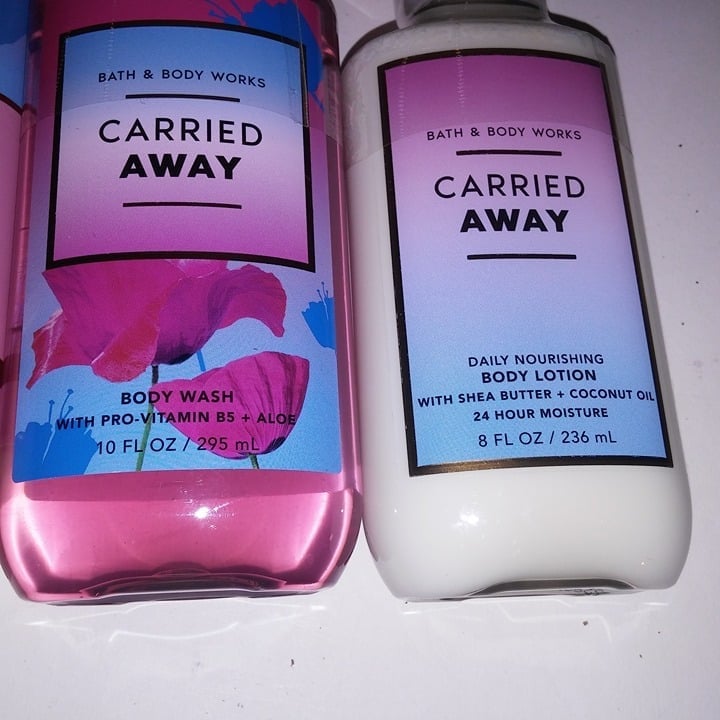 BATH & BODY WORKS
CARRIED
AWAY
BODY WASH
WITH PRO-VITAMIN B5 + ALOE
10 FL OZ / 295 mL
BATH & BODY WORKS
CARRIED
AWAY
DAILY NOURISHING
BODY LOTION
WITH SHEA BUTTER + COCONUT OIL
24 HOUR MOISTURE
8 FL OZ / 236 mL